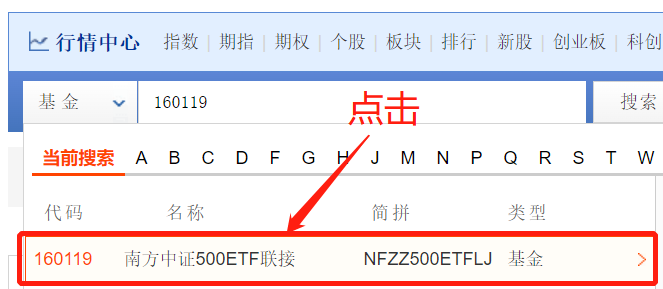 行情中心 指数 | 期指 | 期权 | 个股 | 板块 | 排行 | 新股 | 创业板 | 科创
基金 160119 搜索
点击
当前搜索 A B C D F G H J M N P Q R S T W
代码 名称 简拼 类型
160119 南方中证500ETF联接 NFZZ500ETFLJ 基金 >